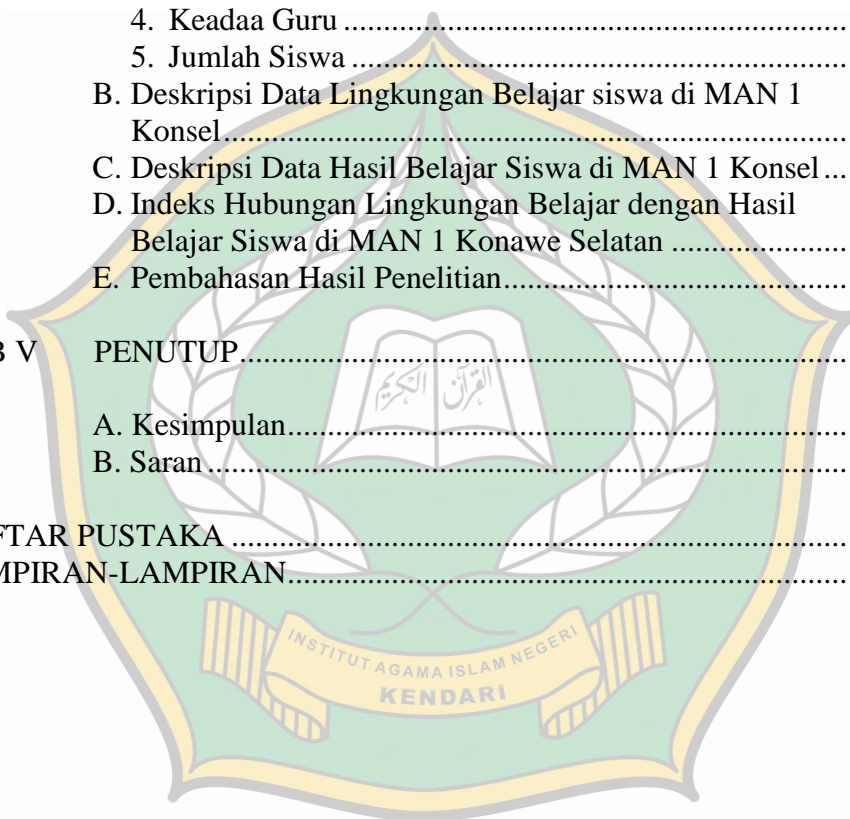 4. Keadaa Guru ..........................................................
5. Jumlah Siswa .........................................................
B. Deskripsi Data Lingkungan Belajar siswa di MAN 1
Konsel..........................................................................
C. Deskripsi Data Hasil Belajar Siswa di MAN 1 Konsel ...
D. Indeks Hubungan Lingkungan Belajar dengan Hasil
Belajar Siswa di MAN 1 Konawe Selatan ......................
E. Pembahasan Hasil Penelitian..........................................
B V PENUTUP......................................................................
A. Kesimpulan....................................................................
B. Saran..............................................................................
FTAR PUSTAKA ...........................................................................
MPIRAN-LAMPIRAN.....................................................................
القرآن الكريم
INSTITUT AGAMA ISLAM NEGERI
KENDARI